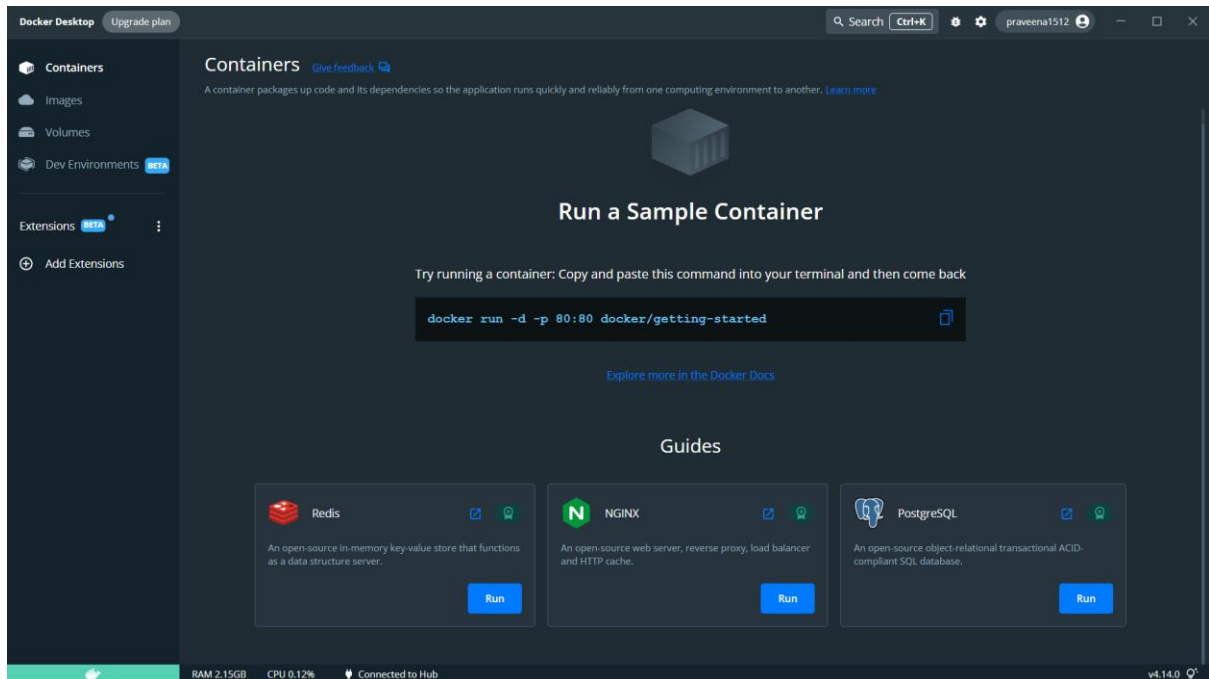 Docker Desktop Upgrade plan
Search Ctrl+K praveena1512
Containers
Images
Volumes
Dev Environments BETA
Extensions BETA
Add Extensions
Containers Give feedback
A container packages up code and its dependencies so the application runs quickly and reliably from one computing environment to another. Learn more
Run a Sample Container
Try running a container: Copy and paste this command into your terminal and then come back
docker run -d -p 80:80 docker/getting-started
Explore more in the Docker Docs
Guides
Redis
An open-source in-memory key-value store that functions
as a data structure server.
Run
NGINX
An open-source web server, reverse proxy, load balancer
and HTTP cache.
Run
PostgreSQL
An open-source object-relational transactional ACID-
compliant SQL database.
Run
RAM 2.15GB CPU 0.12% Connected to Hub v4.14.0